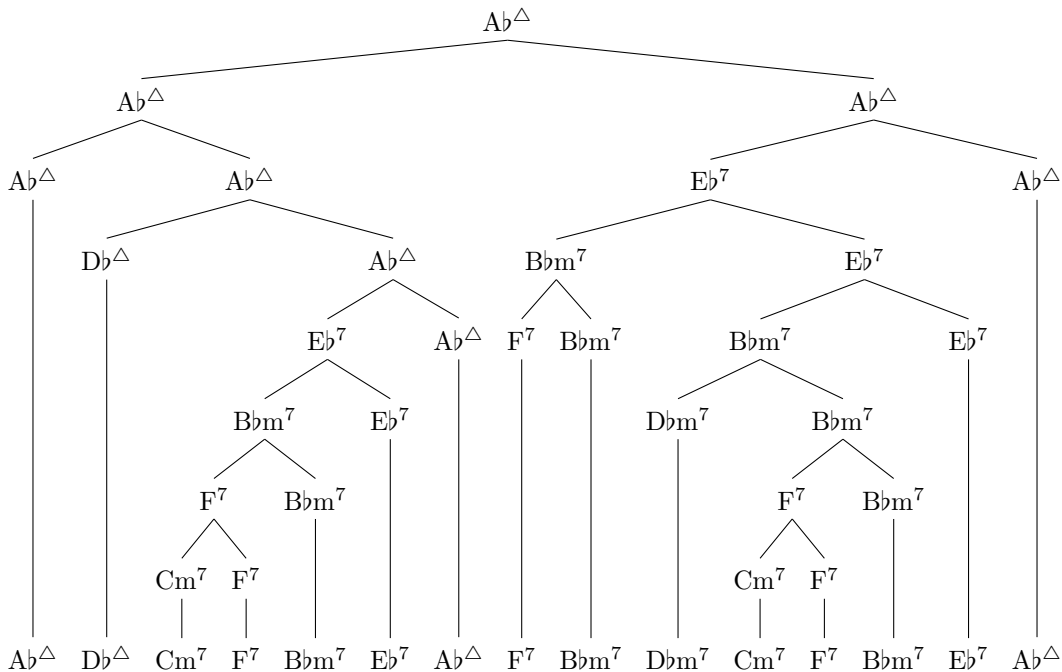 A♭△
A♭△ A♭△
A♭△ A♭△ E♭⁷ A♭△
D♭△ A♭△ B♭m⁷ E♭⁷
E♭⁷ A♭△ F⁷ B♭m⁷ B♭m⁷ E♭⁷
B♭m⁷ E♭⁷ D♭m⁷ B♭m⁷
F⁷ B♭m⁷ F⁷ B♭m⁷
Cm⁷ F⁷ Cm⁷ F⁷
A♭△ D♭△ Cm⁷ F⁷ B♭m⁷ E♭⁷ A♭△ F⁷ B♭m⁷ D♭m⁷ Cm⁷ F⁷ B♭m⁷ E♭⁷ A♭△